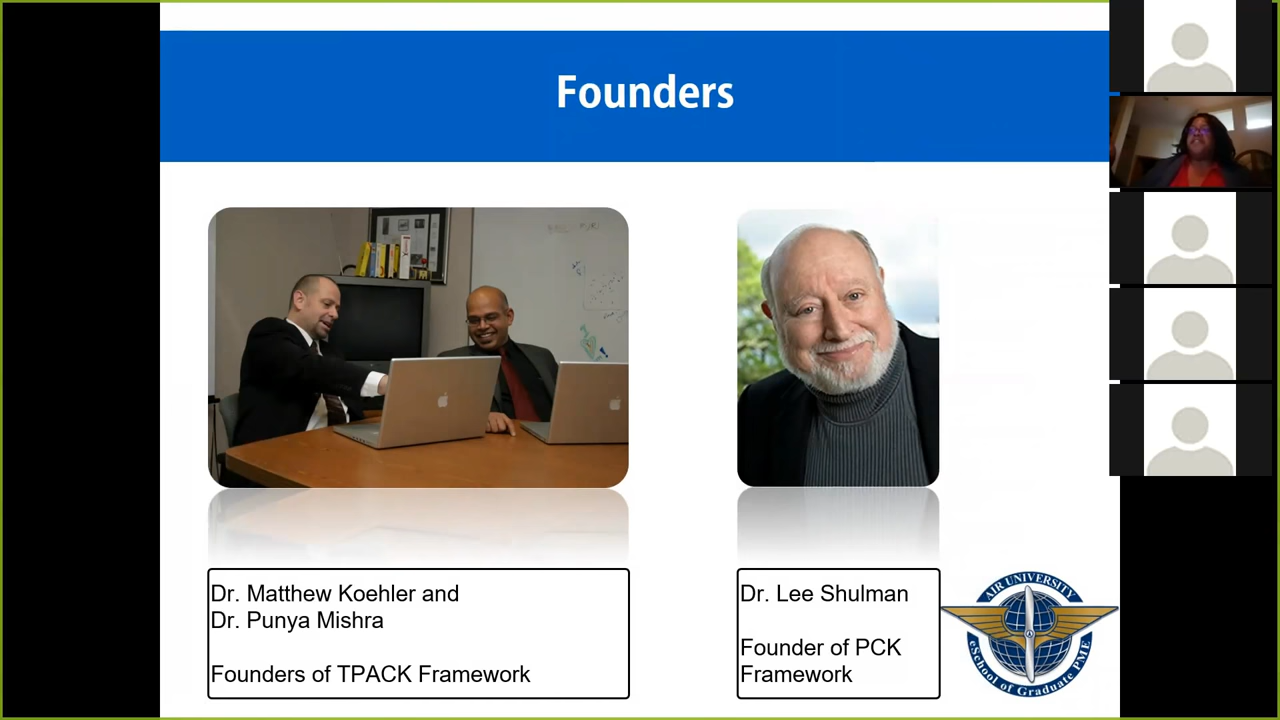 Founders
Dr. Matthew Koehler and
Dr. Punya Mishra
Founders of TPACK Framework
Dr. Lee Shulman
Founder of PCK
Framework
AIR UNIVERSITY
eSchool of Graduate PME